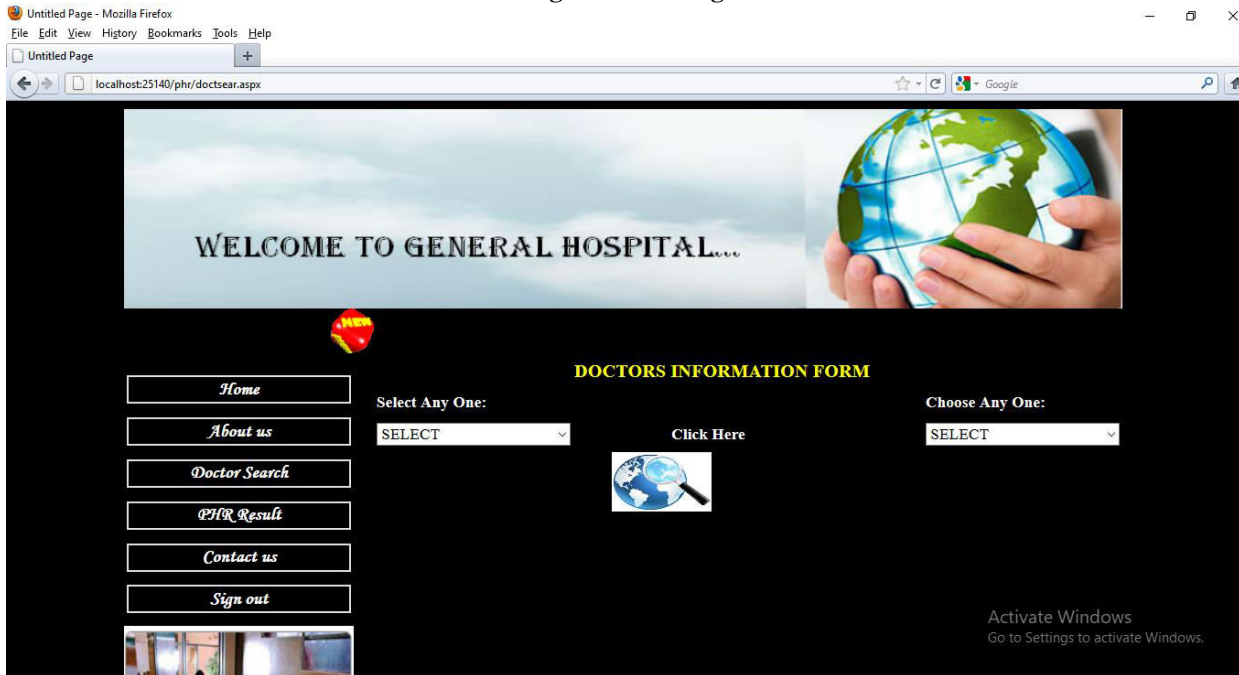 Untitled Page - Mozilla Firefox
File Edit View History Bookmarks Tools Help
Untitled Page
localhost:25140/phr/doctsear.aspx
Google
WELCOME TO GENERAL HOSPITAL...
NEW
DOCTORS INFORMATION FORM
Home
Select Any One:
Choose Any One:
About us
SELECT
Click Here
SELECT
Doctor Search
PHR Result
Contact us
Sign out
Activate Windows
Go to Settings to activate Windows.